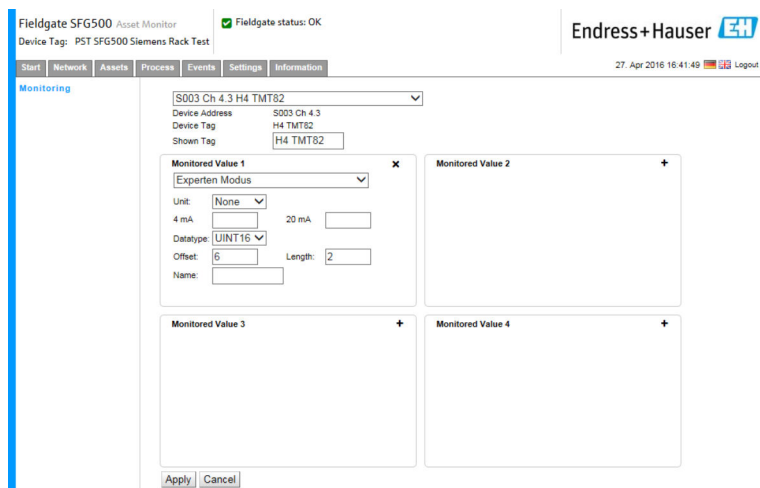 Fieldgate SFG500 Asset Monitor
Device Tag: PST SFG500 Siemens Rack Test
Fieldgate status: OK
Endress+Hauser EH
Start Network Assets Process Events Settings Information
27. Apr 2016 16:41:49 Logout
Monitoring
S003 Ch 4.3 H4 TMT82
Device Address S003 Ch 4.3
Device Tag H4 TMT82
Shown Tag H4 TMT82
Monitored Value 1
Experten Modus
Unit: None
4 mA 20 mA
Datatype: UINT16
Offset: 6 Length: 2
Name:
Monitored Value 2
Monitored Value 3
Monitored Value 4
Apply Cancel